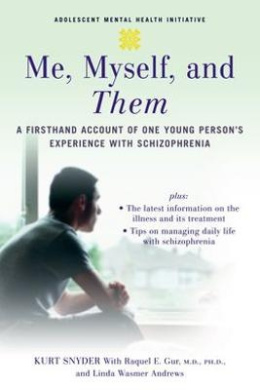 ADOLESCENT MENTAL HEALTH INITIATIVE
Me, Myself, and
Them
A FIRSTHAND ACCOUNT OF ONE YOUNG PERSON'S
EXPERIENCE WITH SCHIZOPHRENIA
plus:
• The latest information on the
illness and its treatment
• Tips on managing daily life
with schizophrenia
KURT SNYDER With Raquel E. Gur, M.D., PH.D.,
and Linda Wasmer Andrews